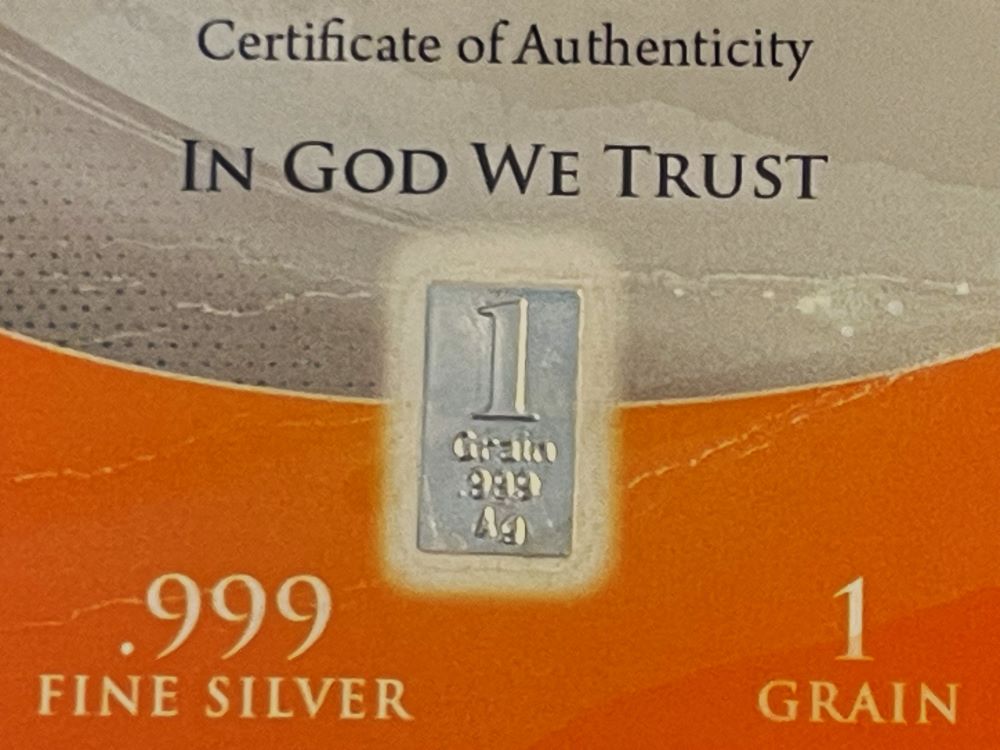 Certificate of Authenticity
IN GOD WE TRUST
1
Grain
.999
Ag
.999
FINE SILVER
1
GRAIN